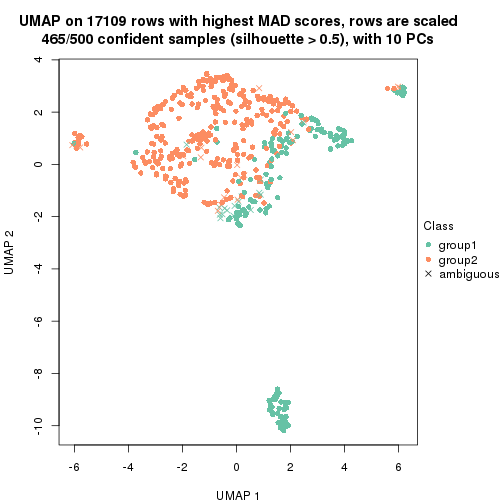 UMAP on 17109 rows with highest MAD scores, rows are scaled
465/500 confident samples (silhouette > 0.5), with 10 PCs
4
2
0
-2
-4
-6
-8
-10
UMAP 2
-6 -4 -2 0 2 4 6
UMAP 1
Class
group1
group2
ambiguous